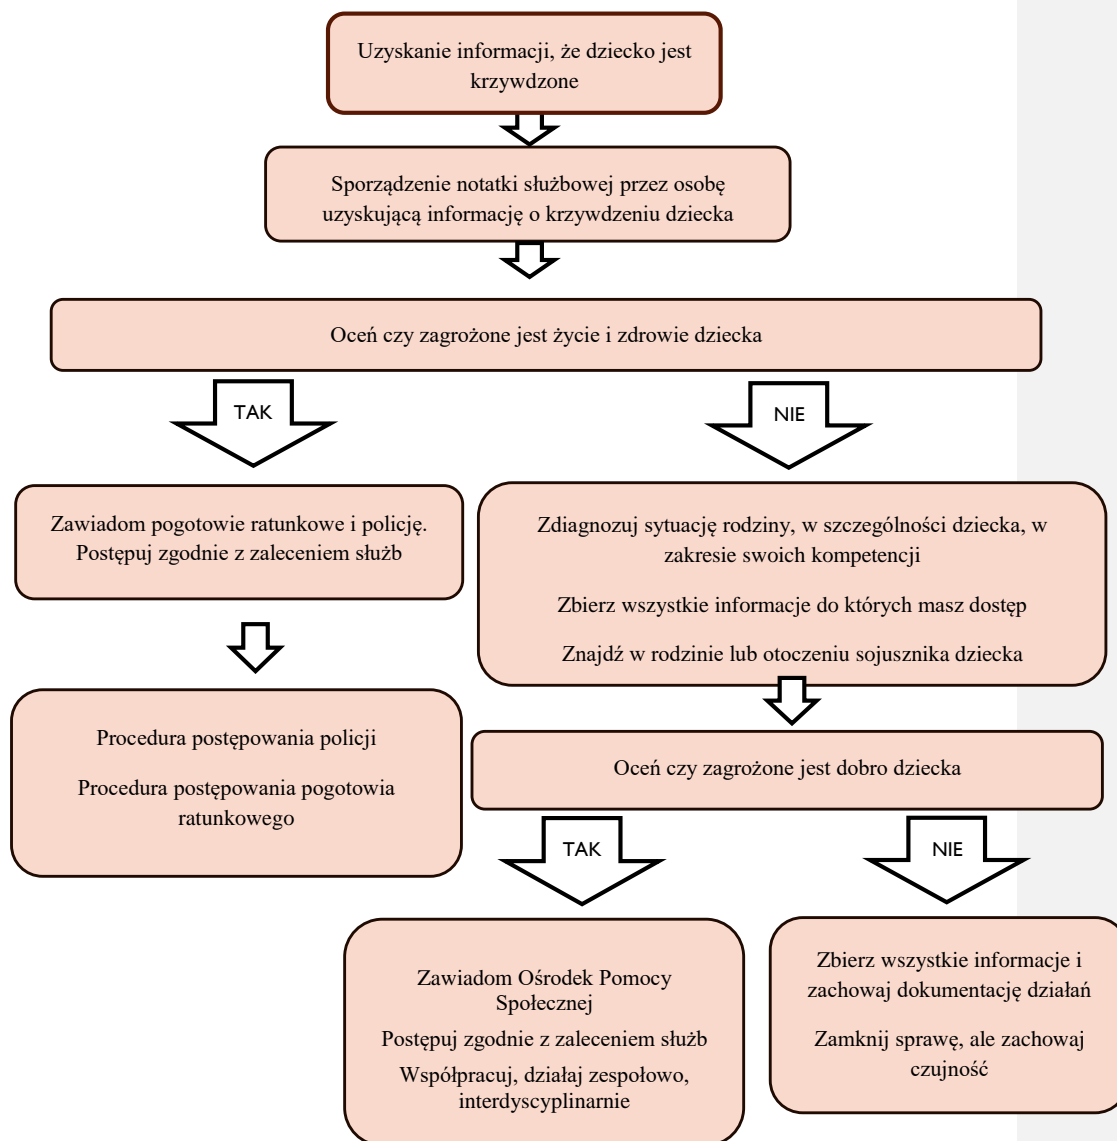 Uzyskanie informacji, że dziecko jest
krzywdzone
Sporządzenie notatki służbowej przez osobę
uzyskującą informację o krzywdzeniu dziecka
Oceń czy zagrożone jest życie i zdrowie dziecka
TAK
NIE
Zawiadom pogotowie ratunkowe i policję.
Postępuj zgodnie z zaleceniem służb
Zdiagnozuj sytuację rodziny, w szczególności dziecka, w
zakresie swoich kompetencji
Zbierz wszystkie informacje do których masz dostęp
Znajdź w rodzinie lub otoczeniu sojusznika dziecka
Procedura postępowania policji
Procedura postępowania pogotowia
ratunkowego
Oceń czy zagrożone jest dobro dziecka
TAK
NIE
Zawiadom Ośrodek Pomocy
Społecznej
Postępuj zgodnie z zaleceniem służb
Współpracuj, działaj zespołowo,
interdyscyplinarnie
Zbierz wszystkie informacje i
zachowaj dokumentację działań
Zamknij sprawę, ale zachowaj
czujność